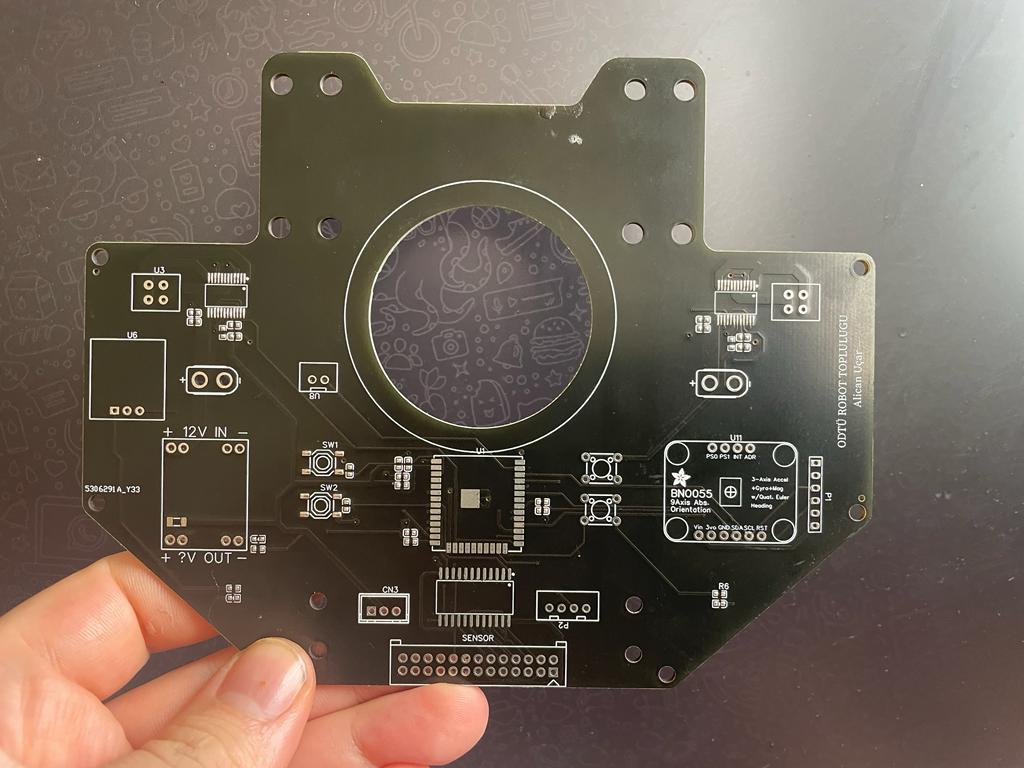 U3
U6
+
+ 12V IN -
5306291A_Y33
+ ?V OUT -
U8
SW1
SW2
U1
CN3
P2
SENSOR
+
ODTÜ ROBOT TOPLULUGU
Alican Uçar
U11
PS0 PS1 INT ADR
BNO055
9Axis Abs.
Orientation
3-Axis Accel
+Gyro+Mag
w/Quat. Euler
Heading
Vin 3vo GND SDA SCL RST
P1
R6